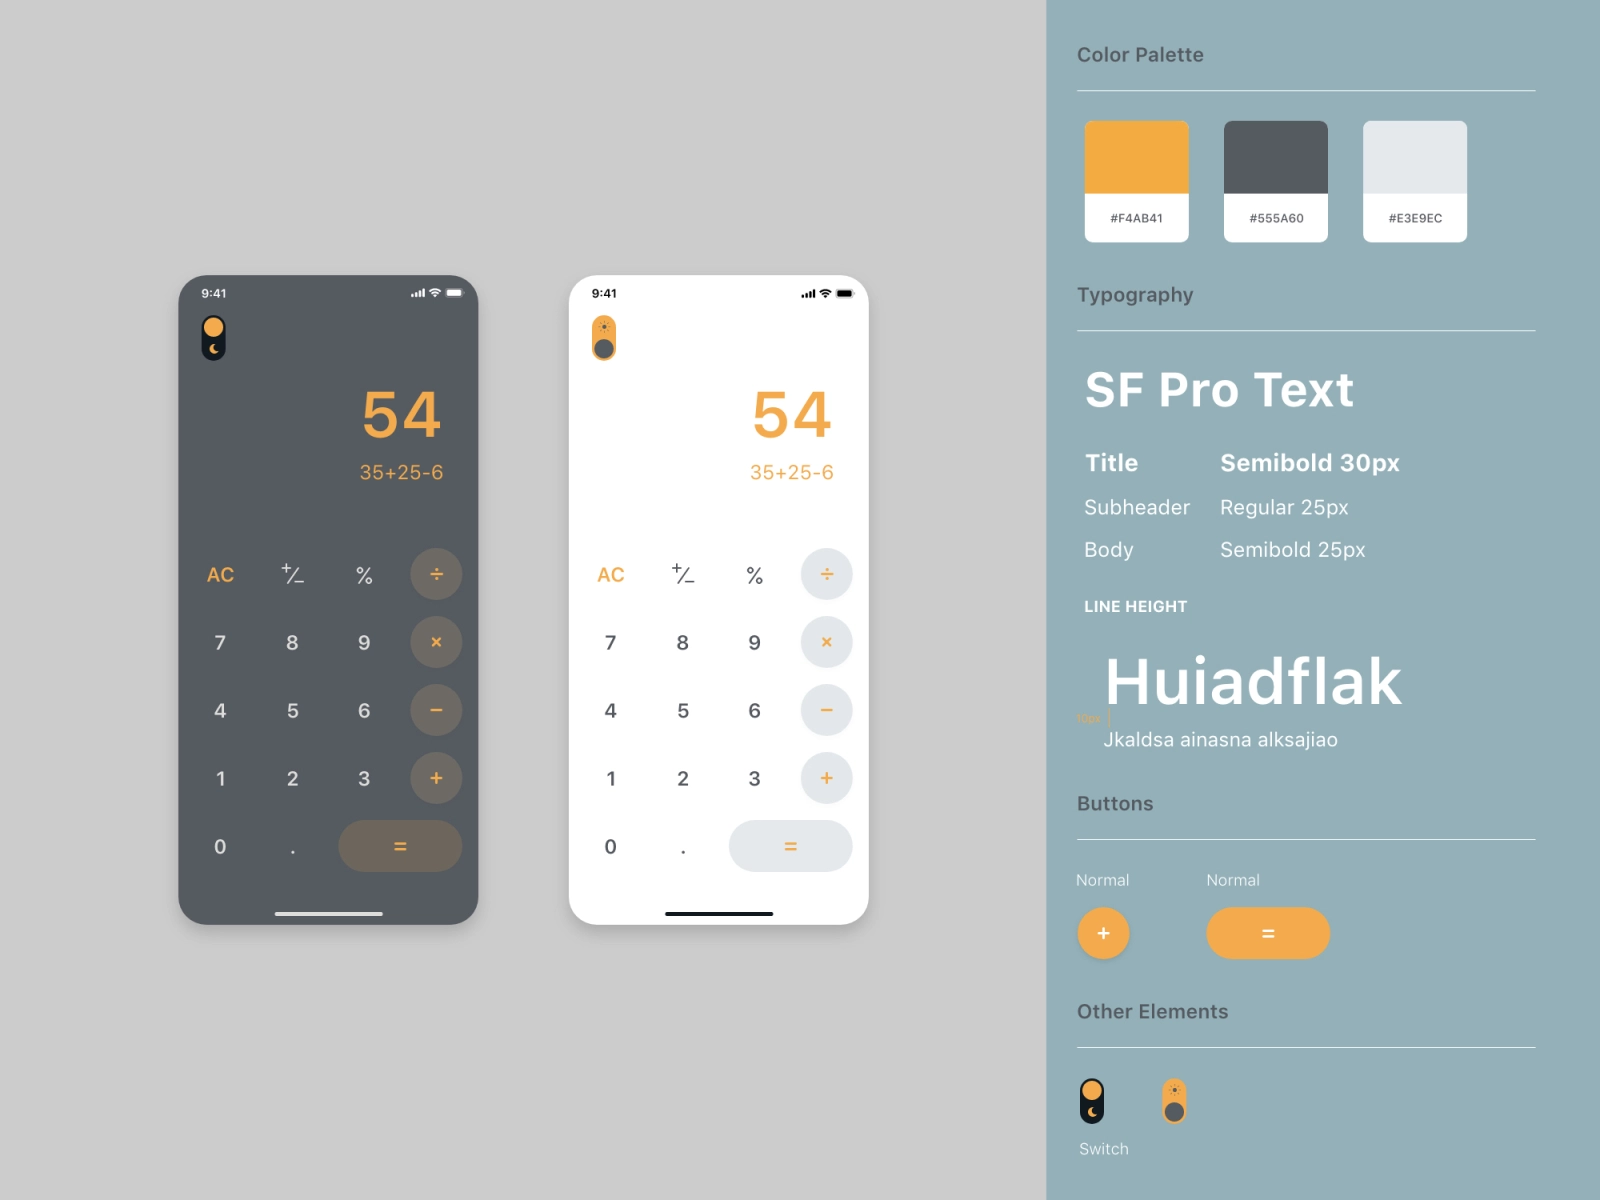 9:41
54
35+25-6
AC +/- % ÷
7 8 9 ×
4 5 6 −
1 2 3 +
0 . =
9:41
54
35+25-6
AC +/- % ÷
7 8 9 ×
4 5 6 −
1 2 3 +
0 . =
Color Palette
#F4AB41 #555A60 #E3E9EC
Typography
SF Pro Text
Title Semibold 30px
Subheader Regular 25px
Body Semibold 25px
LINE HEIGHT
Huiadflak
10px
Jkaldsa ainasna alksajiao
Buttons
Normal Normal
+ =
Other Elements
Switch